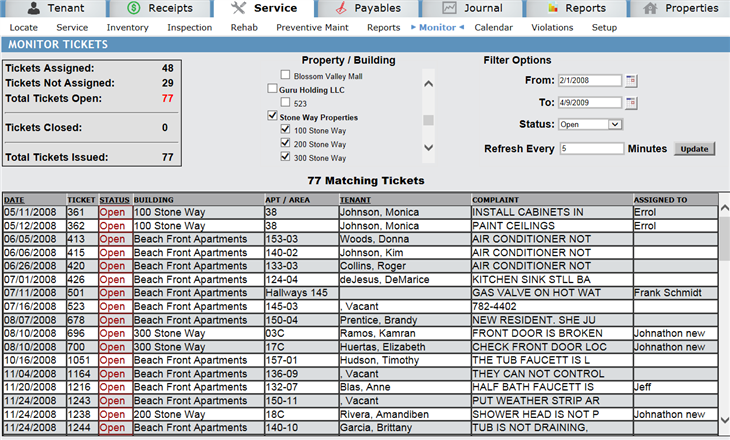 Tenant Receipts Service Payables Journal Reports Properties
Locate Service Inventory Inspection Rehab Preventive Maint Reports Monitor Calendar Violations Setup
MONITOR TICKETS
Tickets Assigned: 48
Tickets Not Assigned: 29
Total Tickets Open: 77
Tickets Closed: 0
Total Tickets Issued: 77
Property / Building
Blossom Valley Mall
Guru Holding LLC
523
Stone Way Properties
100 Stone Way
200 Stone Way
300 Stone Way
Filter Options
From: 2/1/2008
To: 4/9/2009
Status: Open
Refresh Every 5 Minutes Update
77 Matching Tickets
DATE TICKET STATUS BUILDING APT / AREA TENANT COMPLAINT ASSIGNED TO
05/11/2008 361 Open 100 Stone Way 38 Johnson, Monica INSTALL CABINETS IN Errol
05/12/2008 362 Open 100 Stone Way 38 Johnson, Monica PAINT CEILINGS Errol
06/05/2008 413 Open Beach Front Apartments 153-03 Woods, Donna AIR CONDITIONER NOT
06/06/2008 415 Open Beach Front Apartments 140-02 Johnson, Kim AIR CONDITIONER NOT
06/26/2008 420 Open Beach Front Apartments 133-03 Collins, Roger AIR CONDITIONER NOT
07/01/2008 426 Open Beach Front Apartments 124-04 deJesus, DeMarice KITCHEN SINK STLL BA
07/11/2008 501 Open Beach Front Apartments Hallways 145 GAS VALVE ON HOT WAT Frank Schmidt
07/16/2008 523 Open Beach Front Apartments 145-03 , Vacant 782-4402
08/07/2008 678 Open Beach Front Apartments 150-04 Prentice, Brandy NEW RESIDENT. SHE JU
08/10/2008 696 Open 300 Stone Way 03C Ramos, Kamran FRONT DOOR IS BROKEN Johnathon new
08/10/2008 700 Open 300 Stone Way 17C Huertas, Elizabeth CHECK FRONT DOOR LOC Johnathon new
10/16/2008 1051 Open Beach Front Apartments 157-01 Hudson, Timothy THE TUB FAUCETT IS L
11/04/2008 1164 Open Beach Front Apartments 136-09 , Vacant THEY CAN NOT CONTROL
11/20/2008 1216 Open Beach Front Apartments 132-07 Blas, Anne HALF BATH FAUCETT IS Jeff
11/24/2008 1243 Open Beach Front Apartments 150-11 , Vacant PUT WEATHER STRIP AR
11/24/2008 1238 Open 200 Stone Way 18C Rivera, Amandiben SHOWER HEAD IS NOT P Johnathon new
11/24/2008 1244 Open Beach Front Apartments 140-10 Garcia, Brittany TUB IS NOT DRAINING.